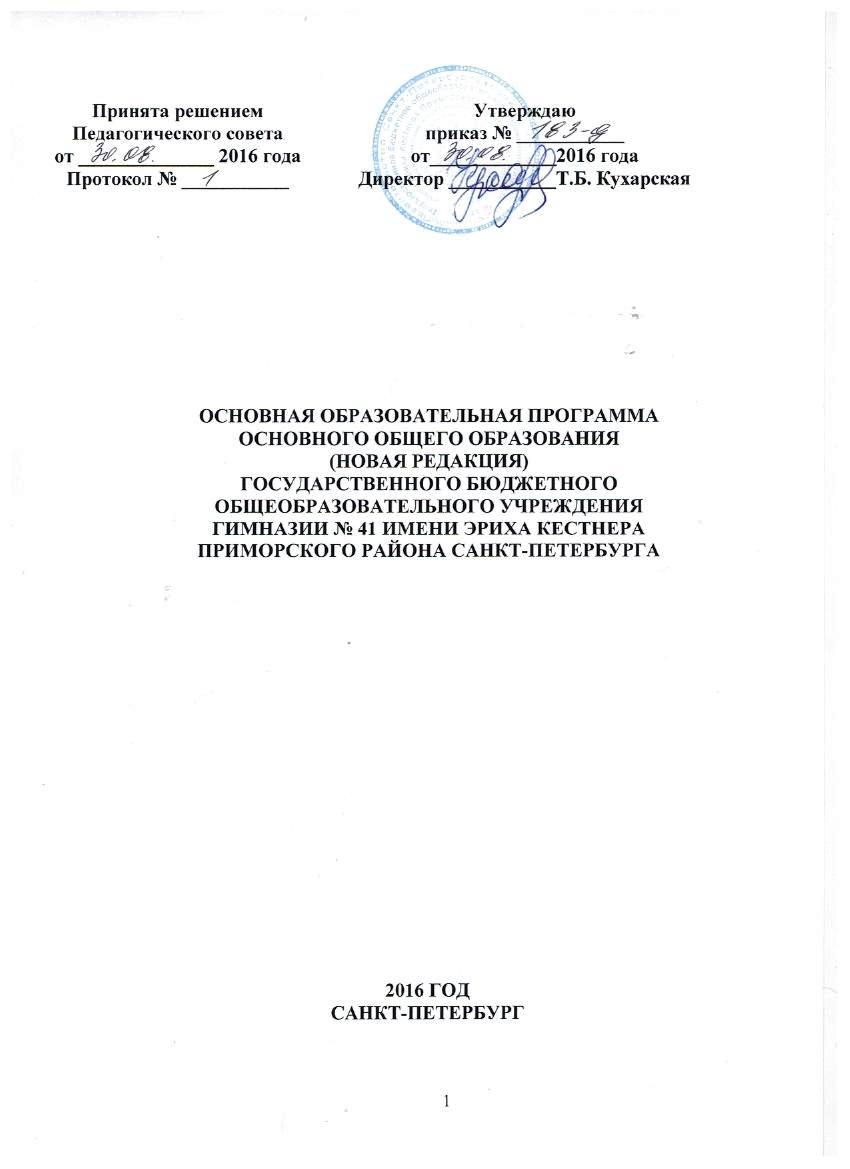 Принята решением
Педагогического совета
от 30.08. 2016 года
Протокол № 1
Утверждаю
приказ № 183-д
от 30.08. 2016 года
Директор Т.Б. Кухарская
ОСНОВНАЯ ОБРАЗОВАТЕЛЬНАЯ ПРОГРАММА
ОСНОВНОГО ОБЩЕГО ОБРАЗОВАНИЯ
(НОВАЯ РЕДАКЦИЯ)
ГОСУДАРСТВЕННОГО БЮДЖЕТНОГО
ОБЩЕОБРАЗОВАТЕЛЬНОГО УЧРЕЖДЕНИЯ
ГИМНАЗИИ № 41 ИМЕНИ ЭРИХА КЕСТНЕРА
ПРИМОРСКОГО РАЙОНА САНКТ-ПЕТЕРБУРГА
2016 ГОД
САНКТ-ПЕТЕРБУРГ
1